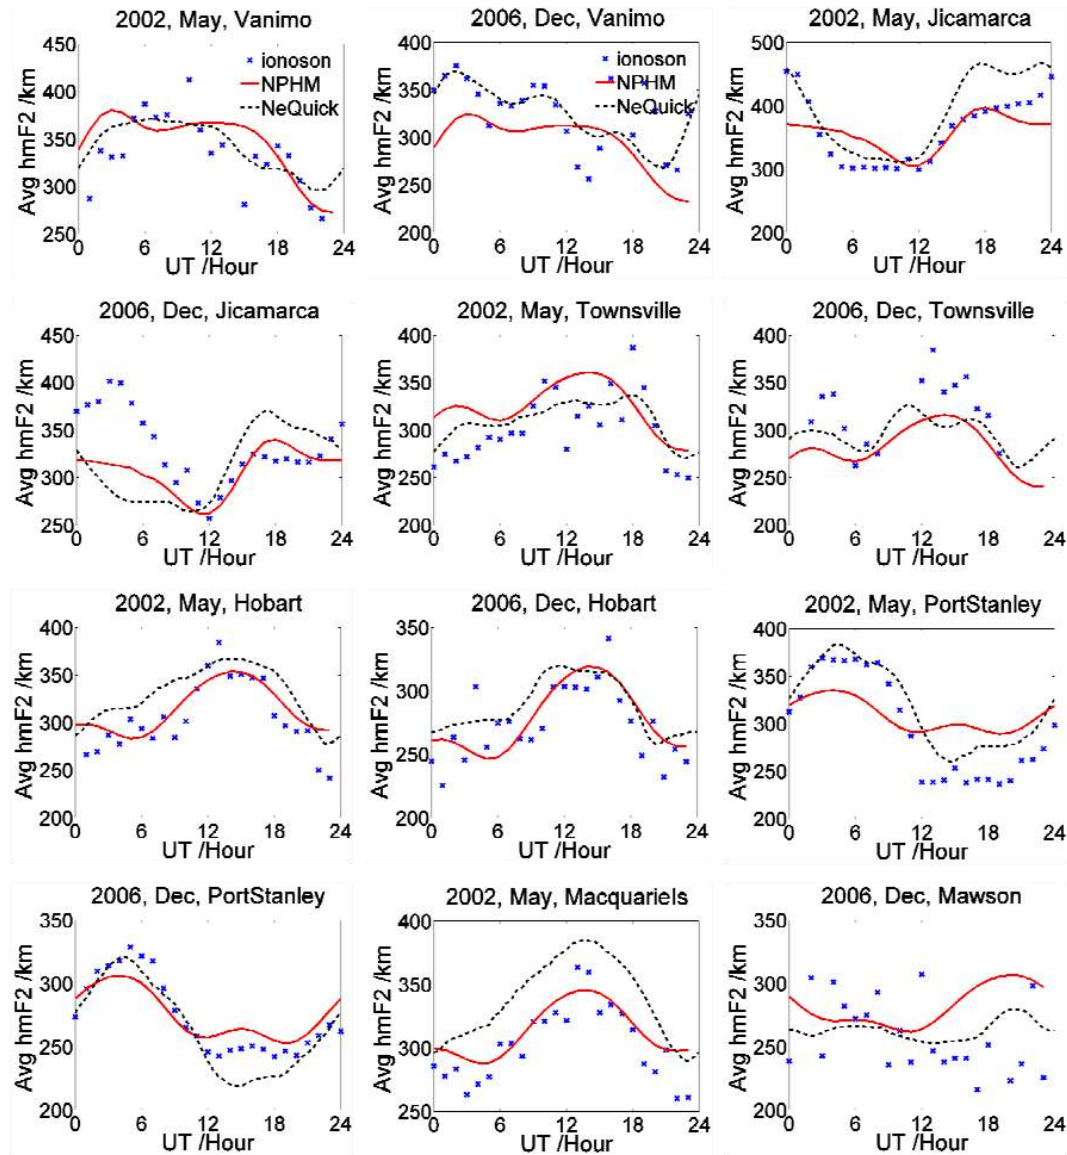 2002, May, Vanimo
450
400
350
300
250
0 6 12 18 24
Avg hmF2 /km
UT /Hour
ionoson
NPHM
NeQuick
2006, Dec, Vanimo
400
350
300
250
200
0 6 12 18 24
Avg hmF2 /km
UT /Hour
ionoson
NPHM
NeQuick
2002, May, Jicamarca
500
400
300
200
0 6 12 18 24
Avg hmF2 /km
UT /Hour
2006, Dec, Jicamarca
450
400
350
300
250
0 6 12 18 24
Avg hmF2 /km
UT /Hour
2002, May, Townsville
400
350
300
250
200
0 6 12 18 24
Avg hmF2 /km
UT /Hour
2006, Dec, Townsville
400
350
300
250
200
0 6 12 18 24
Avg hmF2 /km
UT /Hour
2002, May, Hobart
400
350
300
250
200
0 6 12 18 24
Avg hmF2 /km
UT /Hour
2006, Dec, Hobart
350
300
250
200
0 6 12 18 24
Avg hmF2 /km
UT /Hour
2002, May, PortStanley
400
350
300
250
200
0 6 12 18 24
Avg hmF2 /km
UT /Hour
2006, Dec, PortStanley
350
300
250
200
0 6 12 18 24
Avg hmF2 /km
UT /Hour
2002, May, Macquariels
400
350
300
250
0 6 12 18 24
Avg hmF2 /km
UT /Hour
2006, Dec, Mawson
350
300
250
200
0 6 12 18 24
Avg hmF2 /km
UT /Hour